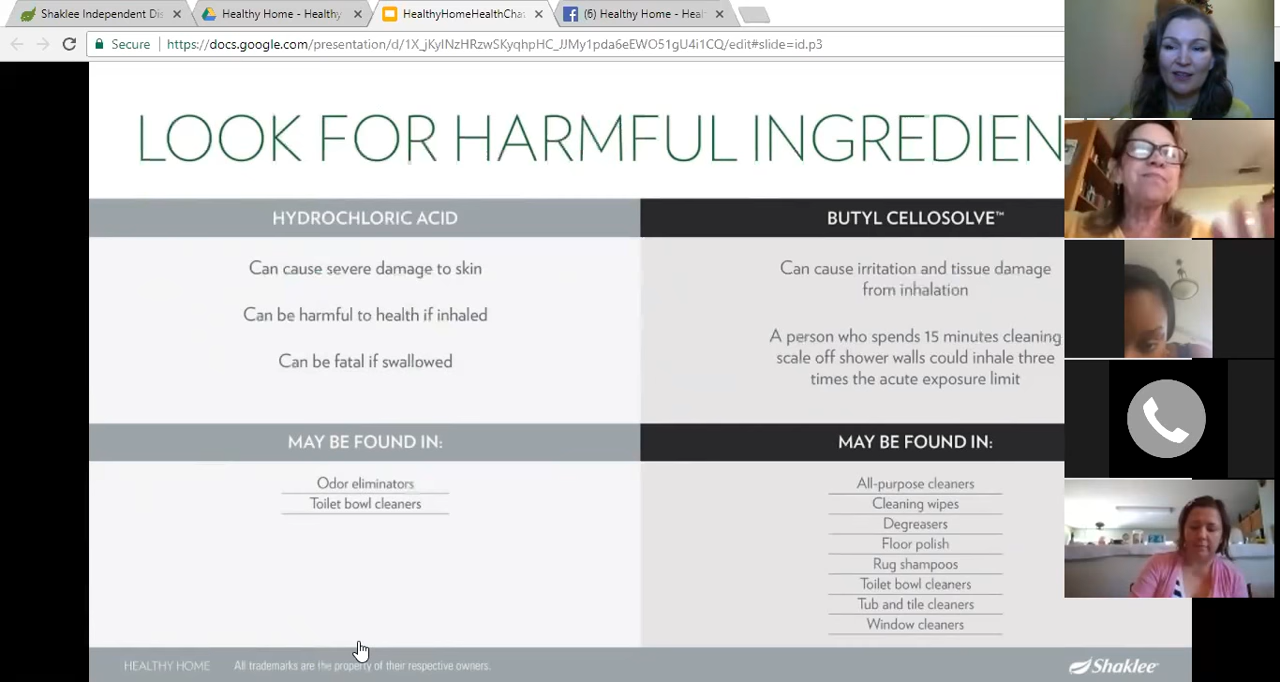 Shaklee Independent Di
Healthy Home - Healthy
HealthyHomeHealthCha
(5) Healthy Home - Heal
Secure
https://docs.google.com/presentation/d/1X_jKyINzHRzwSKyqhpHC_JJMy1pda6eEWO51gU4i1CQ/edit#slide=id.p3
LOOK FOR HARMFUL INGREDIEN
HYDROCHLORIC ACID
Can cause severe damage to skin
Can be harmful to health if inhaled
Can be fatal if swallowed
MAY BE FOUND IN:
Odor eliminators
Toilet bowl cleaners
BUTYL CELLOSOLVE™
Can cause irritation and tissue damage
from inhalation
A person who spends 15 minutes cleaning
scale off shower walls could inhale three
times the acute exposure limit
MAY BE FOUND IN:
All-purpose cleaners
Cleaning wipes
Degreasers
Floor polish
Rug shampoos
Toilet bowl cleaners
Tub and tile cleaners
Window cleaners
HEALTHY HOME
All trademarks are the property of their respective owners.
Shaklee